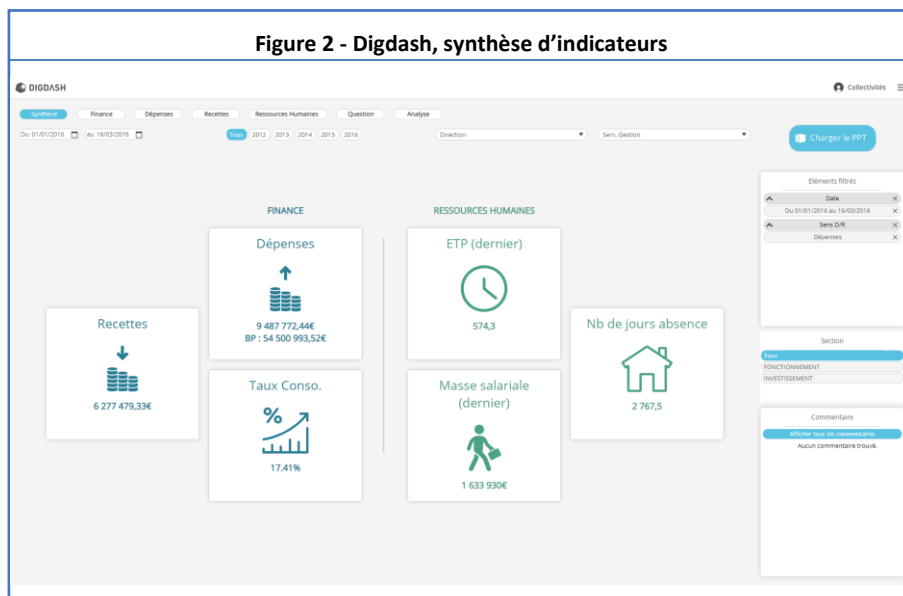 Figure 2 - Digdash, synthèse d'indicateurs
DIGDASH
Collectivités
Synthèse Finance Dépenses Recettes Ressources Humaines Question Analyse
Du 01/01/2016 au 16/03/2016 Tous 2012 2013 2014 2015 2016 Direction Serv. Gestion
Charger le PPT
FINANCE
RESSOURCES HUMAINES
Recettes
6 277 479,33€
Dépenses
9 487 772,44€
BP : 54 500 993,52€
Taux Conso.
%
17.41%
ETP (dernier)
574,3
Masse salariale
(dernier)
1 633 930€
Nb de jours absence
2 767,5
Eléments filtrés
Date
Du 01/01/2016 au 16/03/2016
Sens D/R
Dépenses
Section
Tous
FONCTIONNEMENT
INVESTISSEMENT
Commentaire
Afficher tous les commentaires
Aucun commentaire trouvé.